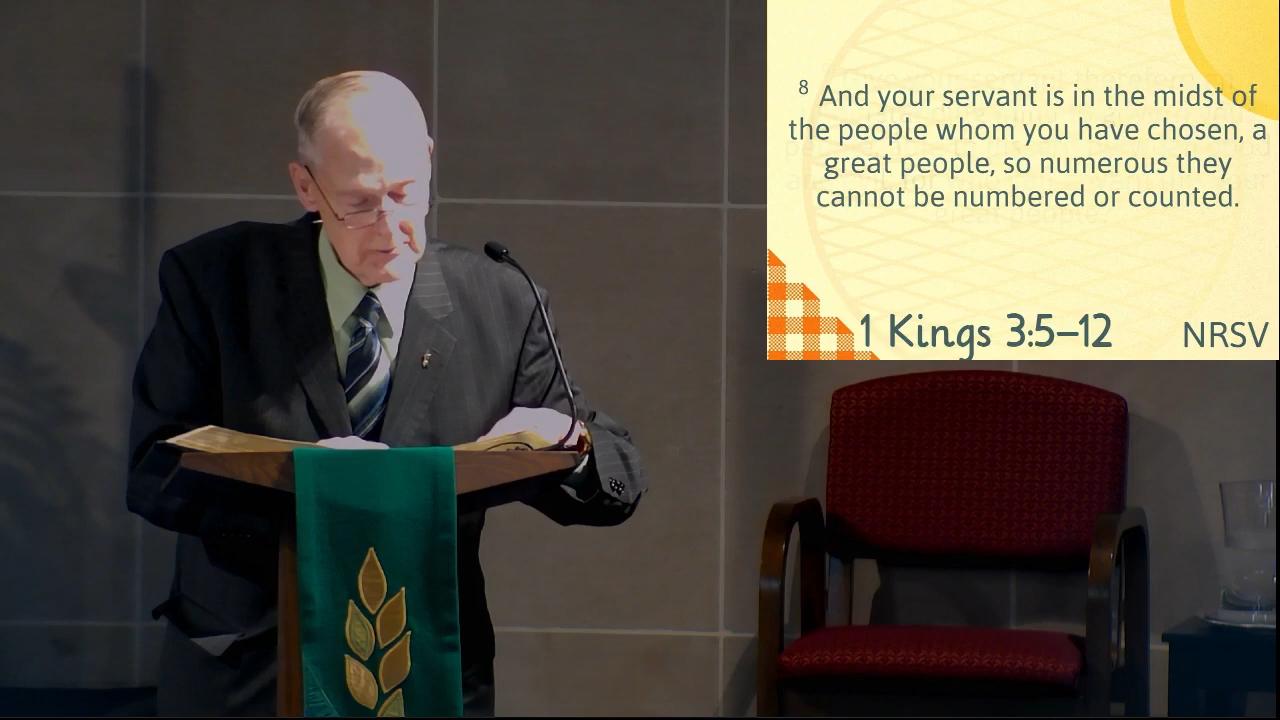 8 And your servant is in the midst of
the people whom you have chosen, a
great people, so numerous they
cannot be numbered or counted.
1 Kings 3:5–12 NRSV